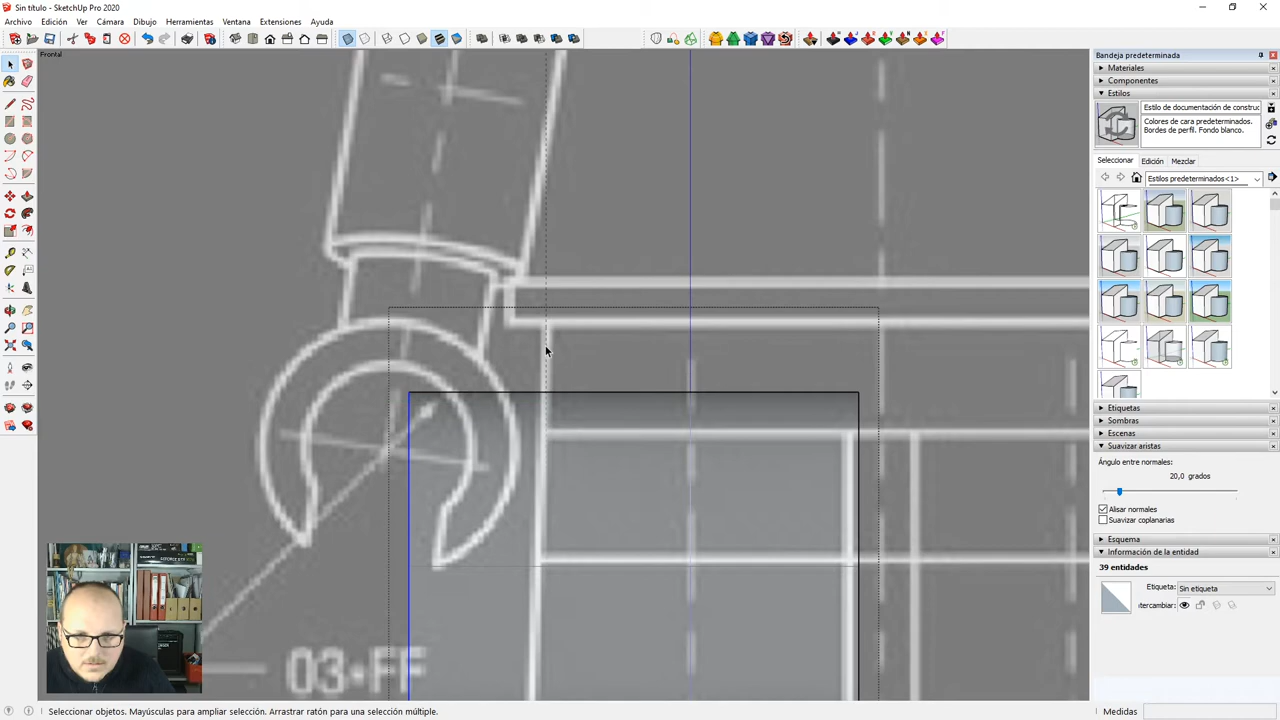 Sin título - SketchUp Pro 2020
Archivo Edición Ver Cámara Dibujo Herramientas Ventana Extensiones Ayuda
Frontal
Bandeja predeterminada
Materiales
Componentes
Estilos
Estilo de documentación de construc
Colores de cara predeterminados.
Bordes de perfil. Fondo blanco.
Seleccionar Edición Mezclar
Estilos predeterminados<1>
Etiquetas
Sombras
Escenas
Suavizar aristas
Ángulo entre normales:
20,0 grados
Alisar normales
Suavizar coplanarias
Esquema
Información de la entidad
39 entidades
Etiqueta: Sin etiqueta
ntercambiar:
03•FF
Seleccionar objetos. Mayúsculas para ampliar selección. Arrastrar ratón para una selección múltiple.
Medidas